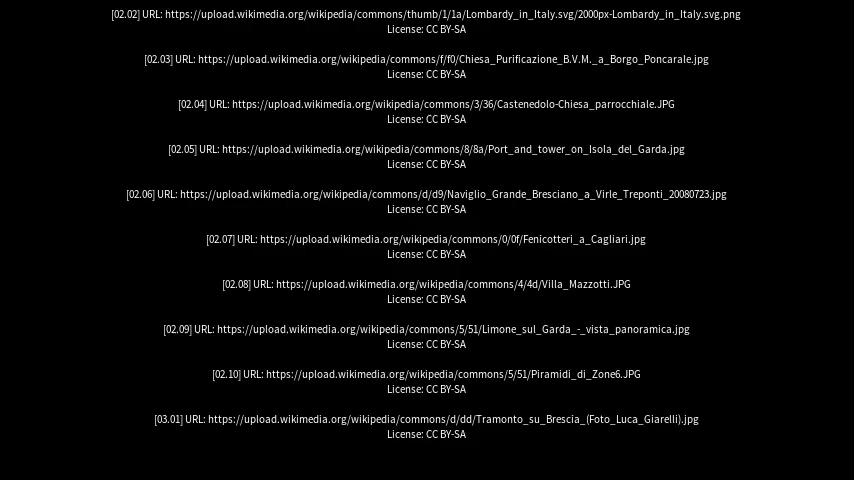 [02.02] URL: https://upload.wikimedia.org/wikipedia/commons/thumb/1/1a/Lombardy_in_Italy.svg/2000px-Lombardy_in_Italy.svg.png
License: CC BY-SA
[02.03] URL: https://upload.wikimedia.org/wikipedia/commons/f/f0/Chiesa_Purificazione_B.V.M._a_Borgo_Poncarale.jpg
License: CC BY-SA
[02.04] URL: https://upload.wikimedia.org/wikipedia/commons/3/36/Castenedolo-Chiesa_parrocchiale.JPG
License: CC BY-SA
[02.05] URL: https://upload.wikimedia.org/wikipedia/commons/8/8a/Port_and_tower_on_Isola_del_Garda.jpg
License: CC BY-SA
[02.06] URL: https://upload.wikimedia.org/wikipedia/commons/d/d9/Naviglio_Grande_Bresciano_a_Virle_Treponti_20080723.jpg
License: CC BY-SA
[02.07] URL: https://upload.wikimedia.org/wikipedia/commons/0/0f/Fenicotteri_a_Cagliari.jpg
License: CC BY-SA
[02.08] URL: https://upload.wikimedia.org/wikipedia/commons/4/4d/Villa_Mazzotti.JPG
License: CC BY-SA
[02.09] URL: https://upload.wikimedia.org/wikipedia/commons/5/51/Limone_sul_Garda_-_vista_panoramica.jpg
License: CC BY-SA
[02.10] URL: https://upload.wikimedia.org/wikipedia/commons/5/51/Piramidi_di_Zone6.JPG
License: CC BY-SA
[03.01] URL: https://upload.wikimedia.org/wikipedia/commons/d/dd/Tramonto_su_Brescia_(Foto_Luca_Giarelli).jpg
License: CC BY-SA